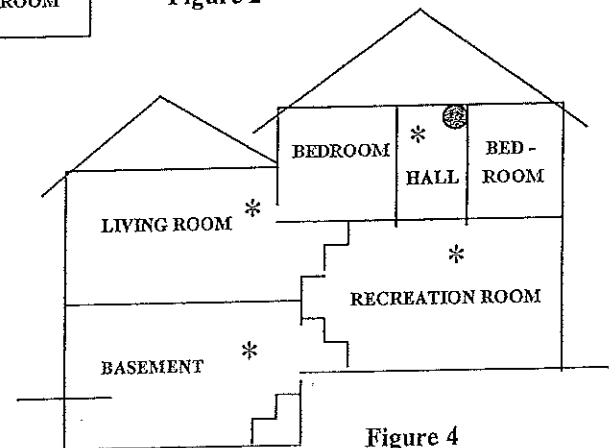 ROOM
Figure 2
BEDROOM
BED -
ROOM
HALL
LIVING ROOM
RECREATION ROOM
BASEMENT
Figure 4